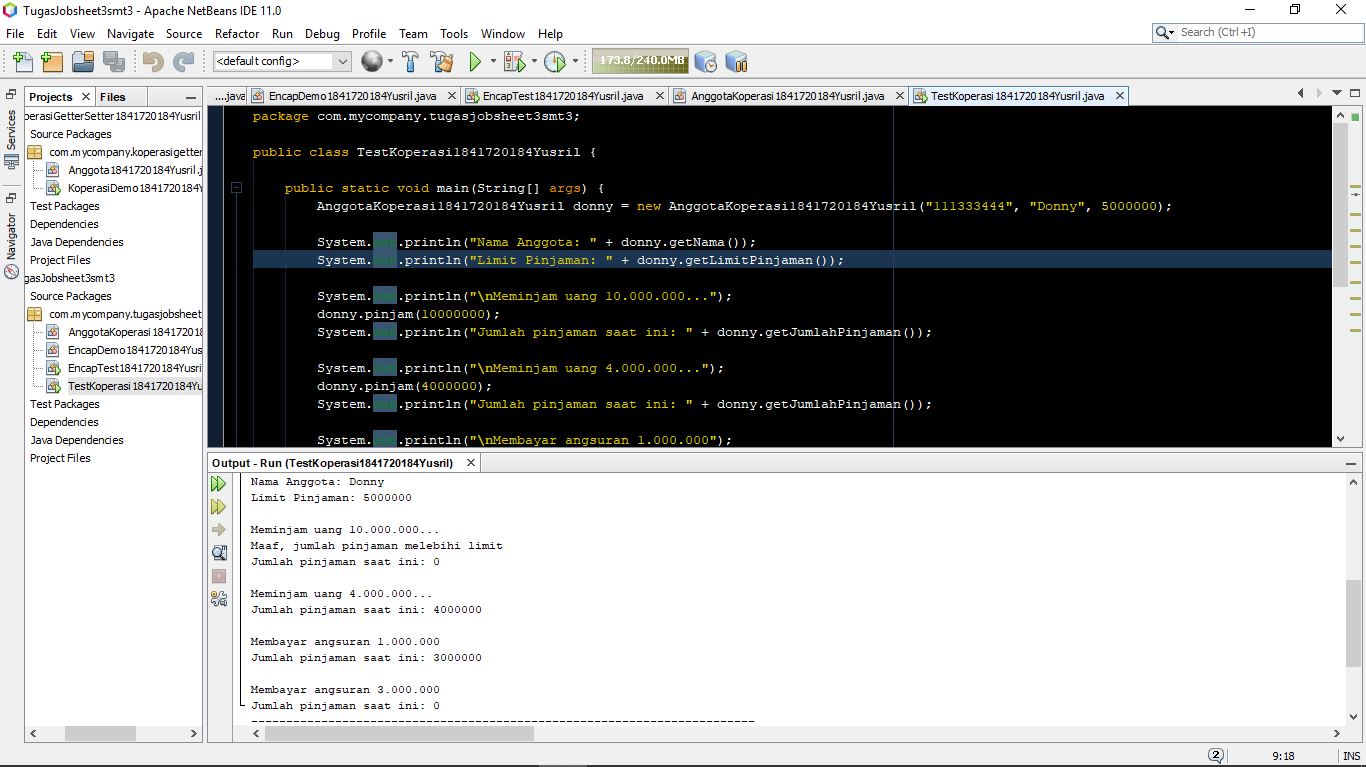 TugasJobsheet3smt3 - Apache NetBeans IDE 11.0
File Edit View Navigate Source Refactor Run Debug Profile Team Tools Window Help
Search (Ctrl+I)
<default config>
173.8/240.0MB
Services
Navigator
Projects Files
perasiGetterSetter1841720184Yusril
Source Packages
com.mycompany.koperasigetter
Anggota1841720184Yusril.j
KoperasiDemo1841720184Y
Test Packages
Dependencies
Java Dependencies
Project Files
gasJobsheet3smt3
Source Packages
com.mycompany.tugasjobsheet
AnggotaKoperasi184172018
EncapDemo1841720184Yus
EncapTest1841720184Yusri
TestKoperasi1841720184Yu
Test Packages
Dependencies
Java Dependencies
Project Files
....java EncapDemo1841720184Yusril.java EncapTest1841720184Yusril.java AnggotaKoperasi1841720184Yusril.java TestKoperasi1841720184Yusril.java
package com.mycompany.tugasjobsheet3smt3;
public class TestKoperasi1841720184Yusril {
public static void main(String[] args) {
AnggotaKoperasi1841720184Yusril donny = new AnggotaKoperasi1841720184Yusril("111333444", "Donny", 5000000);
System.out.println("Nama Anggota: " + donny.getNama());
System.out.println("Limit Pinjaman: " + donny.getLimitPinjaman());
System.out.println("\nMeminjam uang 10.000.000...");
donny.pinjam(10000000);
System.out.println("Jumlah pinjaman saat ini: " + donny.getJumlahPinjaman());
System.out.println("\nMeminjam uang 4.000.000...");
donny.pinjam(4000000);
System.out.println("Jumlah pinjaman saat ini: " + donny.getJumlahPinjaman());
System.out.println("\nMembayar angsuran 1.000.000");
Output - Run (TestKoperasi1841720184Yusril)
Nama Anggota: Donny
Limit Pinjaman: 5000000
Meminjam uang 10.000.000...
Maaf, jumlah pinjaman melebihi limit
Jumlah pinjaman saat ini: 0
Meminjam uang 4.000.000...
Jumlah pinjaman saat ini: 4000000
Membayar angsuran 1.000.000
Jumlah pinjaman saat ini: 3000000
Membayar angsuran 3.000.000
Jumlah pinjaman saat ini: 0
------------------------------------------------------------------------
2 9:18 INS